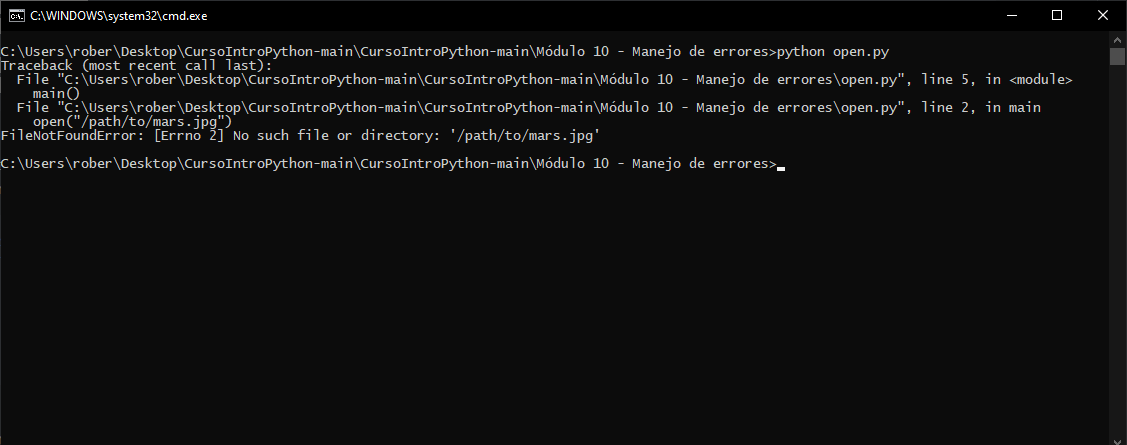 C:\WINDOWS\system32\cmd.exe
C:\Users\rober\Desktop\CursoIntroPython-main\CursoIntroPython-main\Módulo 10 - Manejo de errores>python open.py
Traceback (most recent call last):
  File "C:\Users\rober\Desktop\CursoIntroPython-main\CursoIntroPython-main\Módulo 10 - Manejo de errores\open.py", line 5, in <module>
    main()
  File "C:\Users\rober\Desktop\CursoIntroPython-main\CursoIntroPython-main\Módulo 10 - Manejo de errores\open.py", line 2, in main
    open("/path/to/mars.jpg")
FileNotFoundError: [Errno 2] No such file or directory: '/path/to/mars.jpg'
C:\Users\rober\Desktop\CursoIntroPython-main\CursoIntroPython-main\Módulo 10 - Manejo de errores>